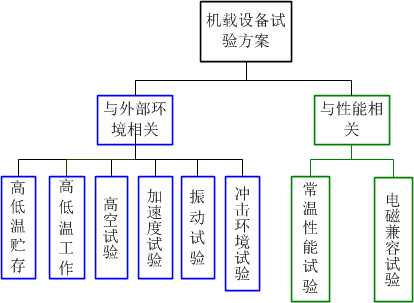 机载设备试
验方案
与外部环
境相关
与性能相
关
高低温贮存
高低温工作
高空试验
加速度试验
振动试验
冲击环境试验
常温性能试验
电磁兼容试验